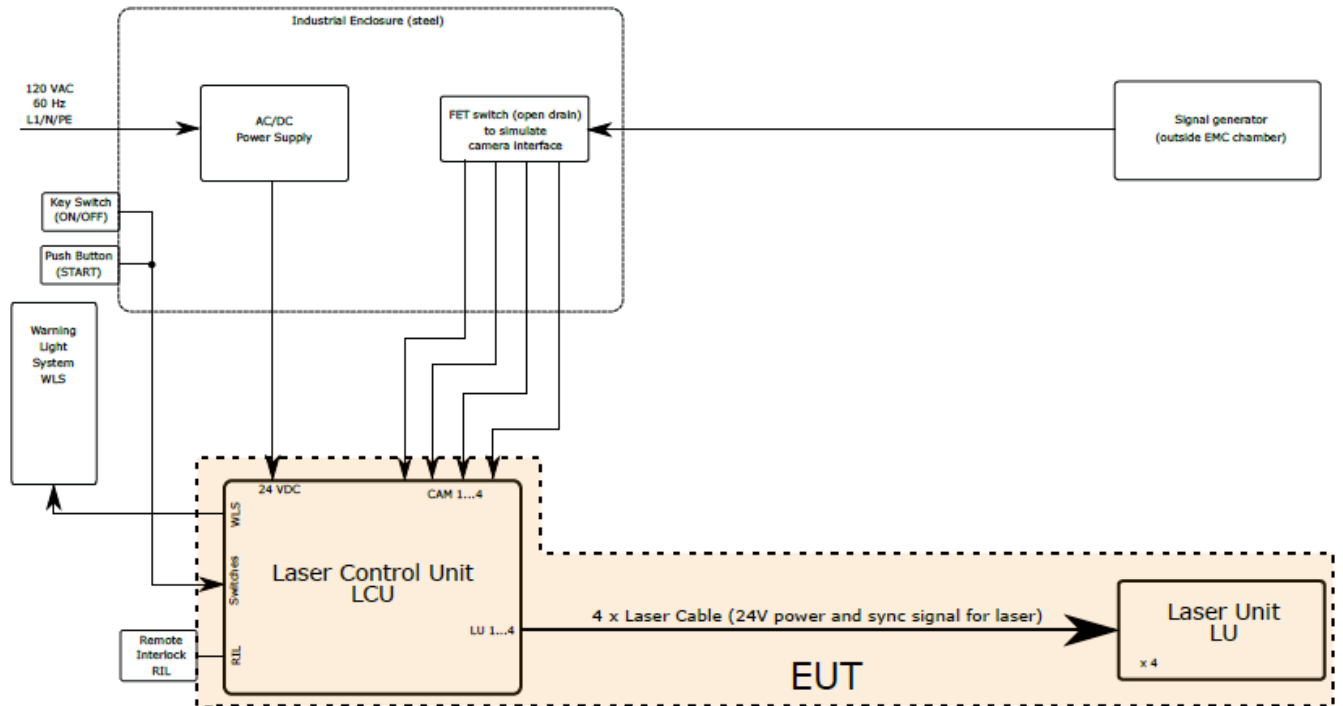 Industrial Enclosure (steel)
120 VAC
60 Hz
L1/N/PE
AC/DC
Power Supply
FET switch (open drain)
to simulate
camera interface
Signal generator
(outside EMC chamber)
Key Switch
(ON/OFF)
Push Button
(START)
Warning
Light
System
WLS
24 VDC
CAM 1...4
WLS
Switches
RIL
Laser Control Unit
LCU
LU 1...4
4 x Laser Cable (24V power and sync signal for laser)
Laser Unit
LU
x 4
Remote
Interlock
RIL
EUT